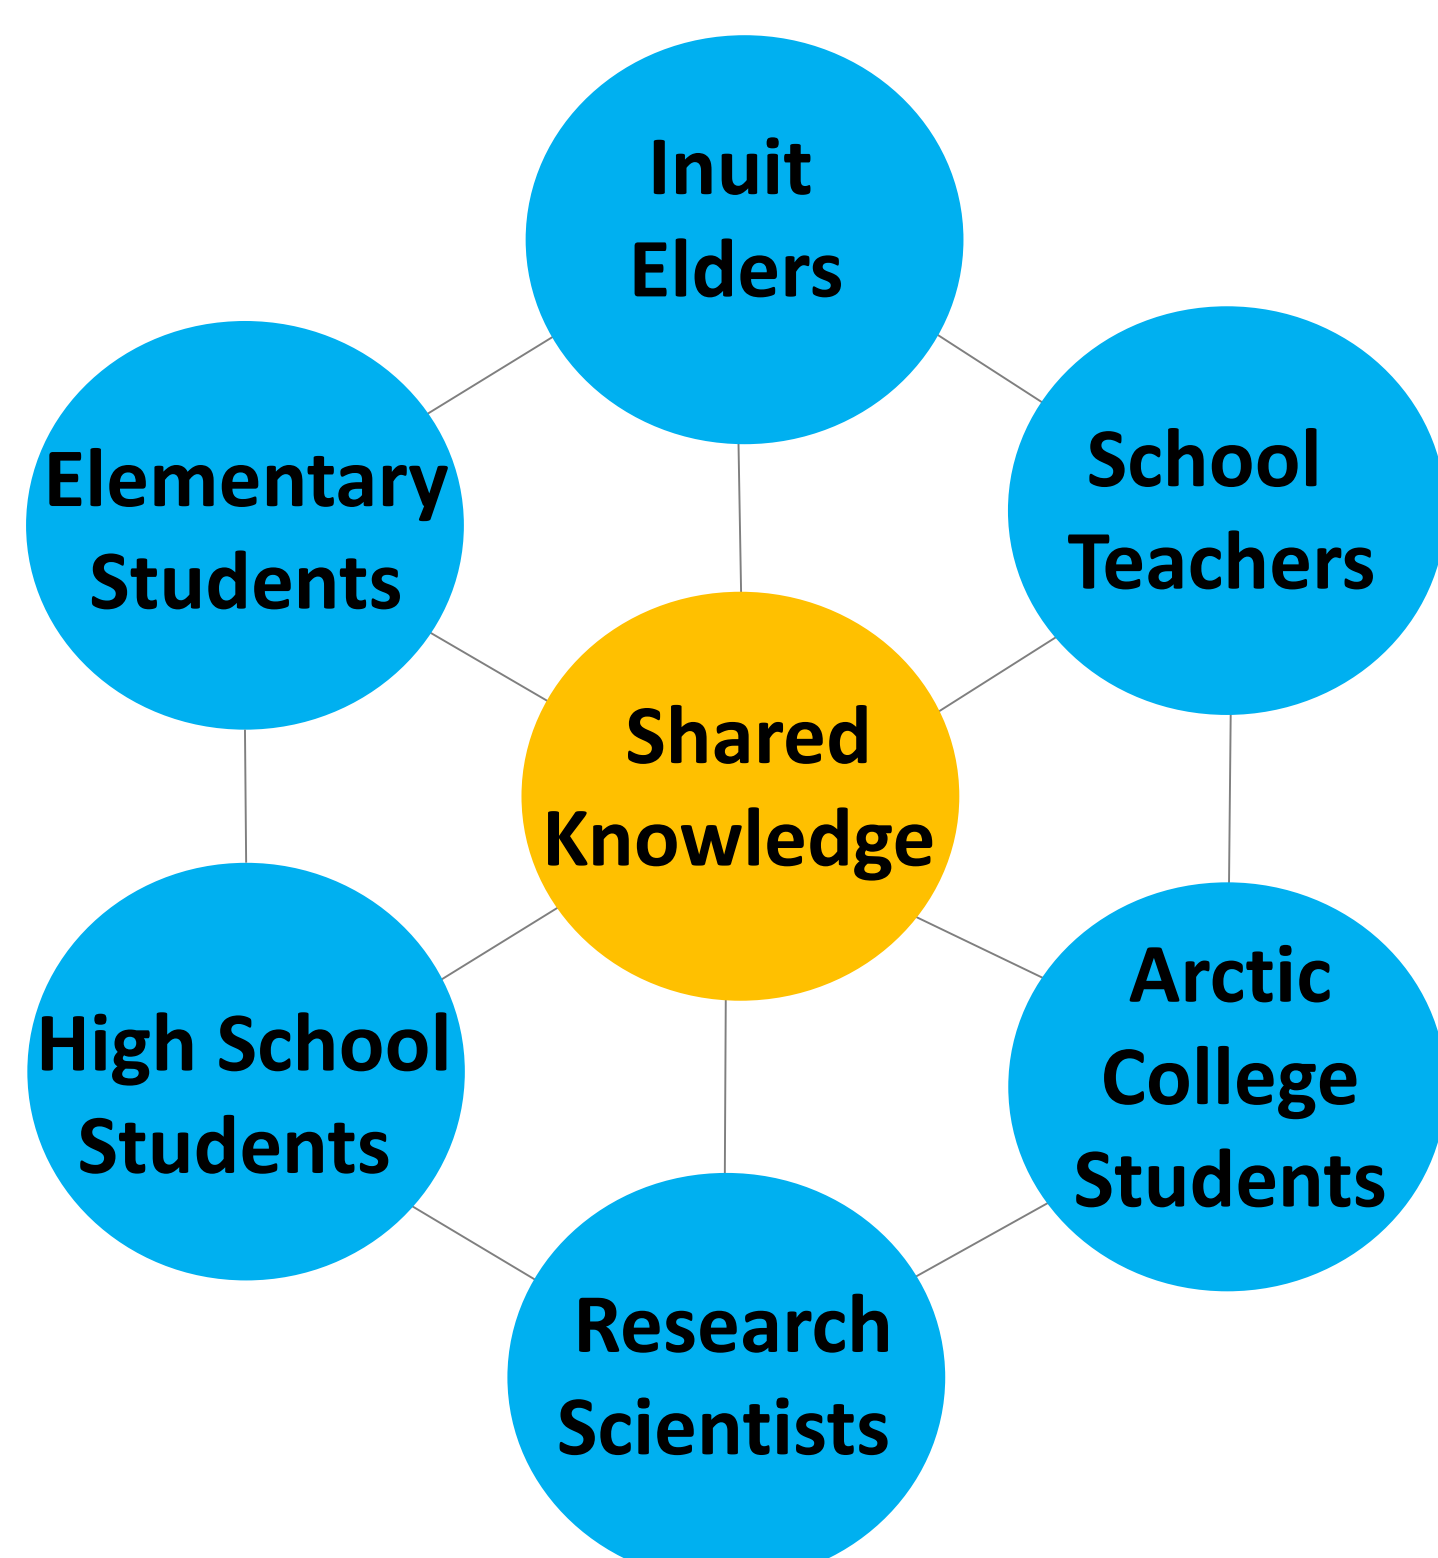 Inuit
Elders
School
Teachers
Elementary
Students
Shared
Knowledge
Arctic
College
Students
High School
Students
Research
Scientists